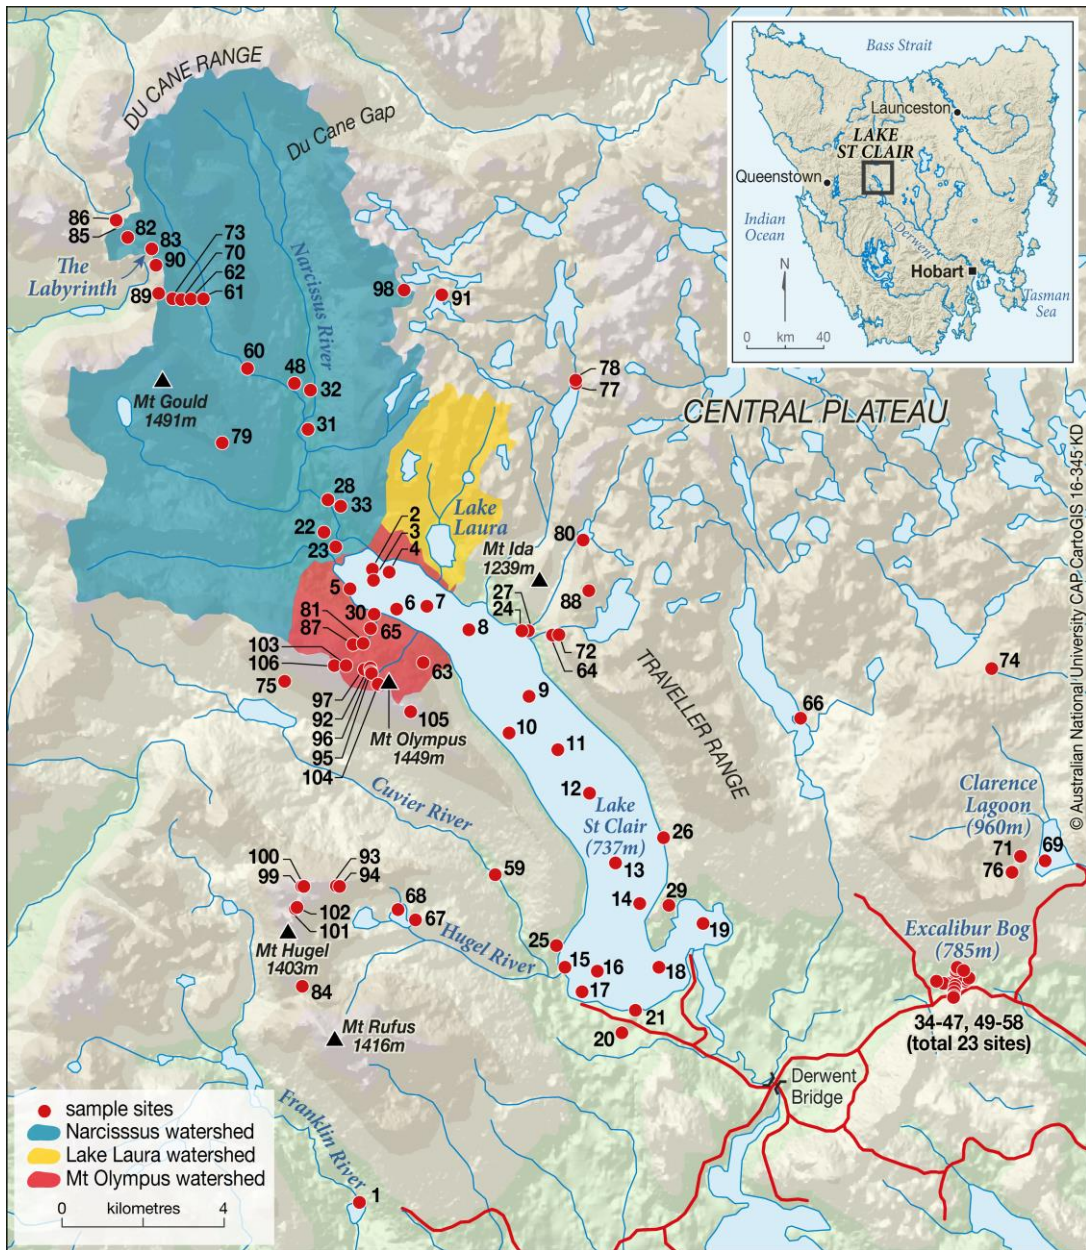 DU CANE RANGE
Du Cane Gap
Bass Strait
Launceston
LAKE
ST CLAIR
Queenstown
Indian
Ocean
Derwent
Hobart
Tasman
Sea
N
0 km 40
86
85
82
83
90
The
Labyrinth
89
73
70
62
61
Narcissus River
98
91
60
48
32
78
77
Mt Gould
1491m
79
31
CENTRAL PLATEAU
28
33
22
23
2
3
4
Lake
Laura
80
Mt Ida
1239m
5
6
7
8
27
24
88
81
87
30
65
103
106
75
63
72
64
74
97
92
96
95
104
105
Mt Olympus
1449m
9
10
11
66
TRAVELLER RANGE
Cuvier River
12
Lake
St Clair
(737m)
26
Clarence
Lagoon
(960m)
71
69
76
13
14
29
59
100
99
93
94
102
101
68
67
Mt Hugel
1403m
Hugel River
19
Excalibur Bog
(785m)
25
15
16
18
17
84
21
20
34-47, 49-58
(total 23 sites)
Mt Rufus
1416m
Derwent
Bridge
Franklin River
1
sample sites
Narcisssus watershed
Lake Laura watershed
Mt Olympus watershed
0 kilometres 4
© Australian National University CAP CartoGIS 16-345 KD